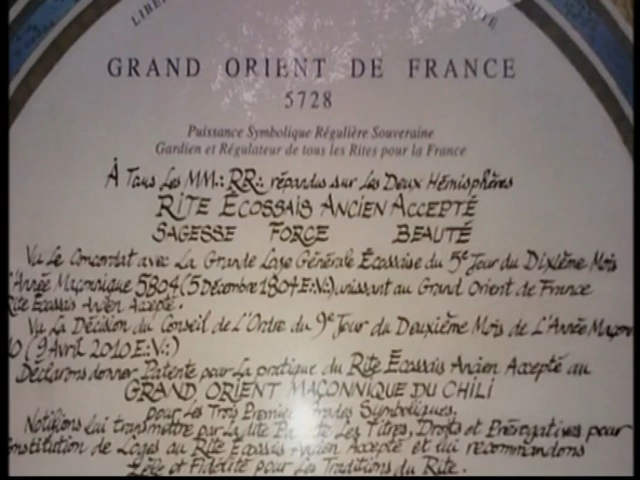 GRAND ORIENT DE FRANCE
5728
Puissance Symbolique Régulière Souveraine
Gardien et Régulateur de tous les Rites pour la France
À Tous Les MM∴ RR∴ répandus sur Les Deux Hémisphères
RITE ÉCOSSAIS ANCIEN ACCEPTÉ
SAGESSE FORCE BEAUTÉ
Vu Le Concordat avec La Grande Loge Générale Écossaise du 5e Jour du Dixième Mois
L'Année Maçonnique 5804 (5 Décembre 1804 E∴V∴), unissant au Grand Orient de France
Rite Écossais Ancien Accepté.
Vu La Décision du Conseil de L'Ordre du 9e Jour du Deuxième Mois de L'Année Maçonn
10 (9 Avril 2010 E∴V∴)
Déclarons donner Patente pour La pratique du Rite Écossais Ancien Accepté au
GRAND ORIENT MAÇONNIQUE DU CHILI
pour Les Trois Premiers Grades Symboliques,
Notifions Lui transmettre par La dite Patente Les Titres, Droits et Prérogatives pour
Constitution de Loges au Rite Écossais Ancien Accepté et lui recommandons
Zèle et Fidélité pour Les Traditions du Rite.